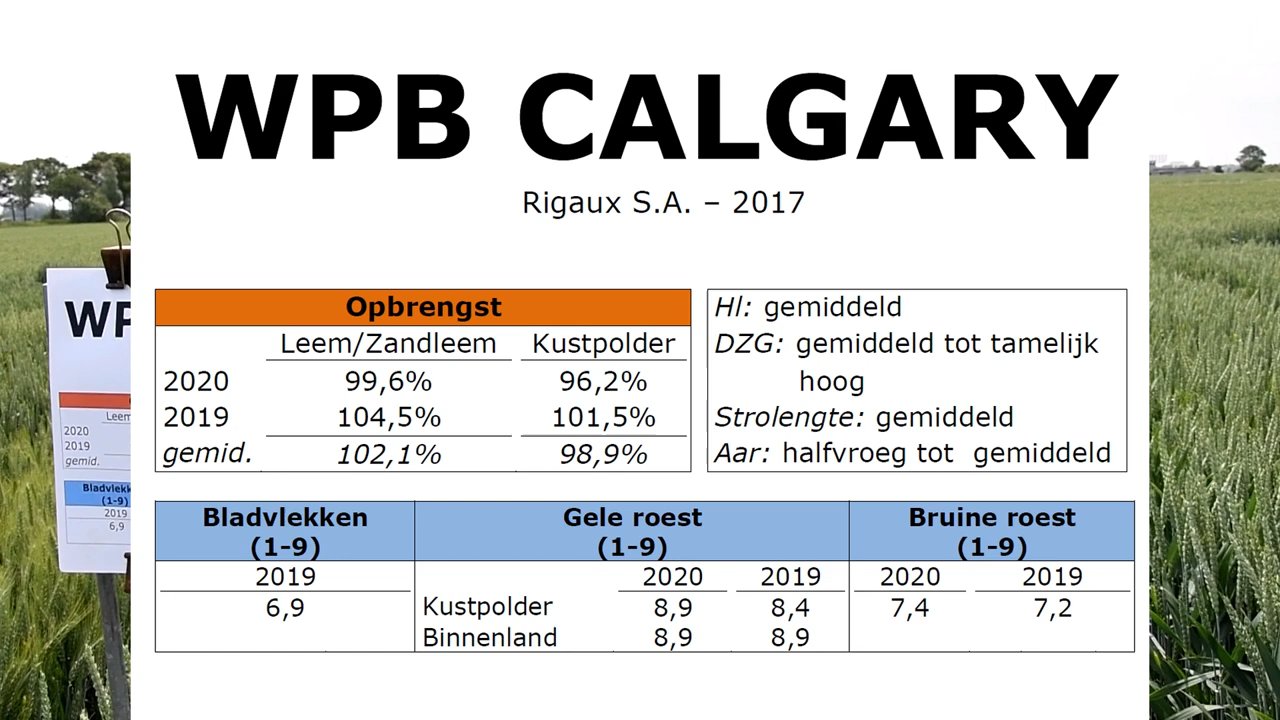 WPB CALGARY
Rigaux S.A. – 2017
Opbrengst
Leem/Zandleem Kustpolder
2020 99,6% 96,2%
2019 104,5% 101,5%
gemid. 102,1% 98,9%
Hl: gemiddeld
DZG: gemiddeld tot tamelijk
hoog
Strolengte: gemiddeld
Aar: halfvroeg tot gemiddeld
Bladvlekken
(1-9)
2019
6,9
Gele roest
(1-9)
2020 2019
Kustpolder 8,9 8,4
Binnenland 8,9 8,9
Bruine roest
(1-9)
2020 2019
7,4 7,2
WP
Leem
2020
2019
gemid.
Bladvlekk
(1-9)
2019
6,9